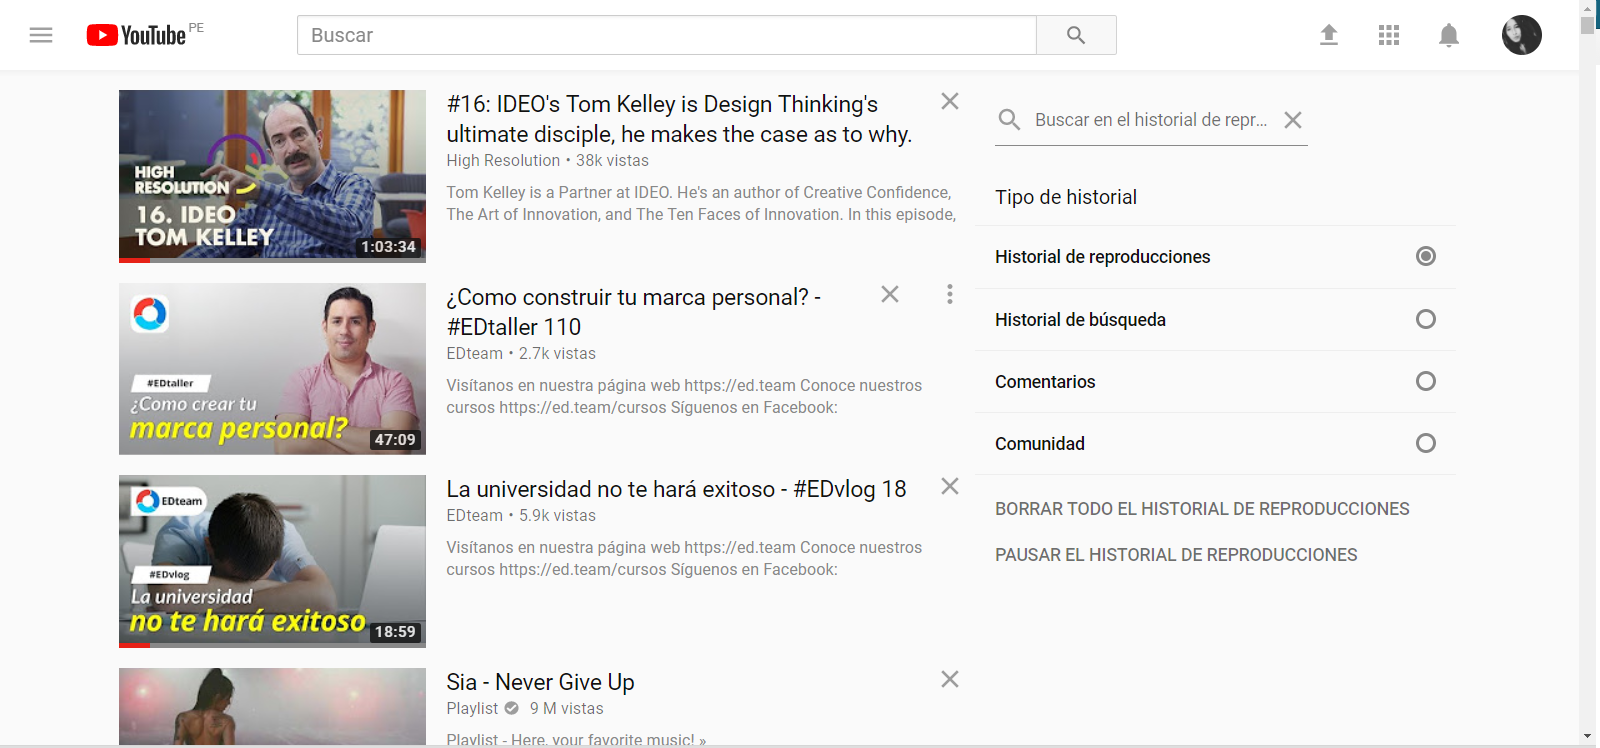 YouTube PE
Buscar
HIGH
RESOLUTION
16. IDEO
TOM KELLEY
1:03:34
#16: IDEO's Tom Kelley is Design Thinking's
ultimate disciple, he makes the case as to why.
High Resolution • 38k vistas
Tom Kelley is a Partner at IDEO. He's an author of Creative Confidence,
The Art of Innovation, and The Ten Faces of Innovation. In this episode,
#EDtaller
¿Como crear tu
marca personal?
47:09
¿Como construir tu marca personal? -
#EDtaller 110
EDteam • 2.7k vistas
Visítanos en nuestra página web https://ed.team Conoce nuestros
cursos https://ed.team/cursos Síguenos en Facebook:
EDteam
#EDvlog
La universidad
no te hará exitoso
18:59
La universidad no te hará exitoso - #EDvlog 18
EDteam • 5.9k vistas
Visítanos en nuestra página web https://ed.team Conoce nuestros
cursos https://ed.team/cursos Síguenos en Facebook:
Sia - Never Give Up
Playlist 9 M vistas
Playlist - Here, your favorite music! »
Buscar en el historial de repr...
Tipo de historial
Historial de reproducciones
Historial de búsqueda
Comentarios
Comunidad
BORRAR TODO EL HISTORIAL DE REPRODUCCIONES
PAUSAR EL HISTORIAL DE REPRODUCCIONES